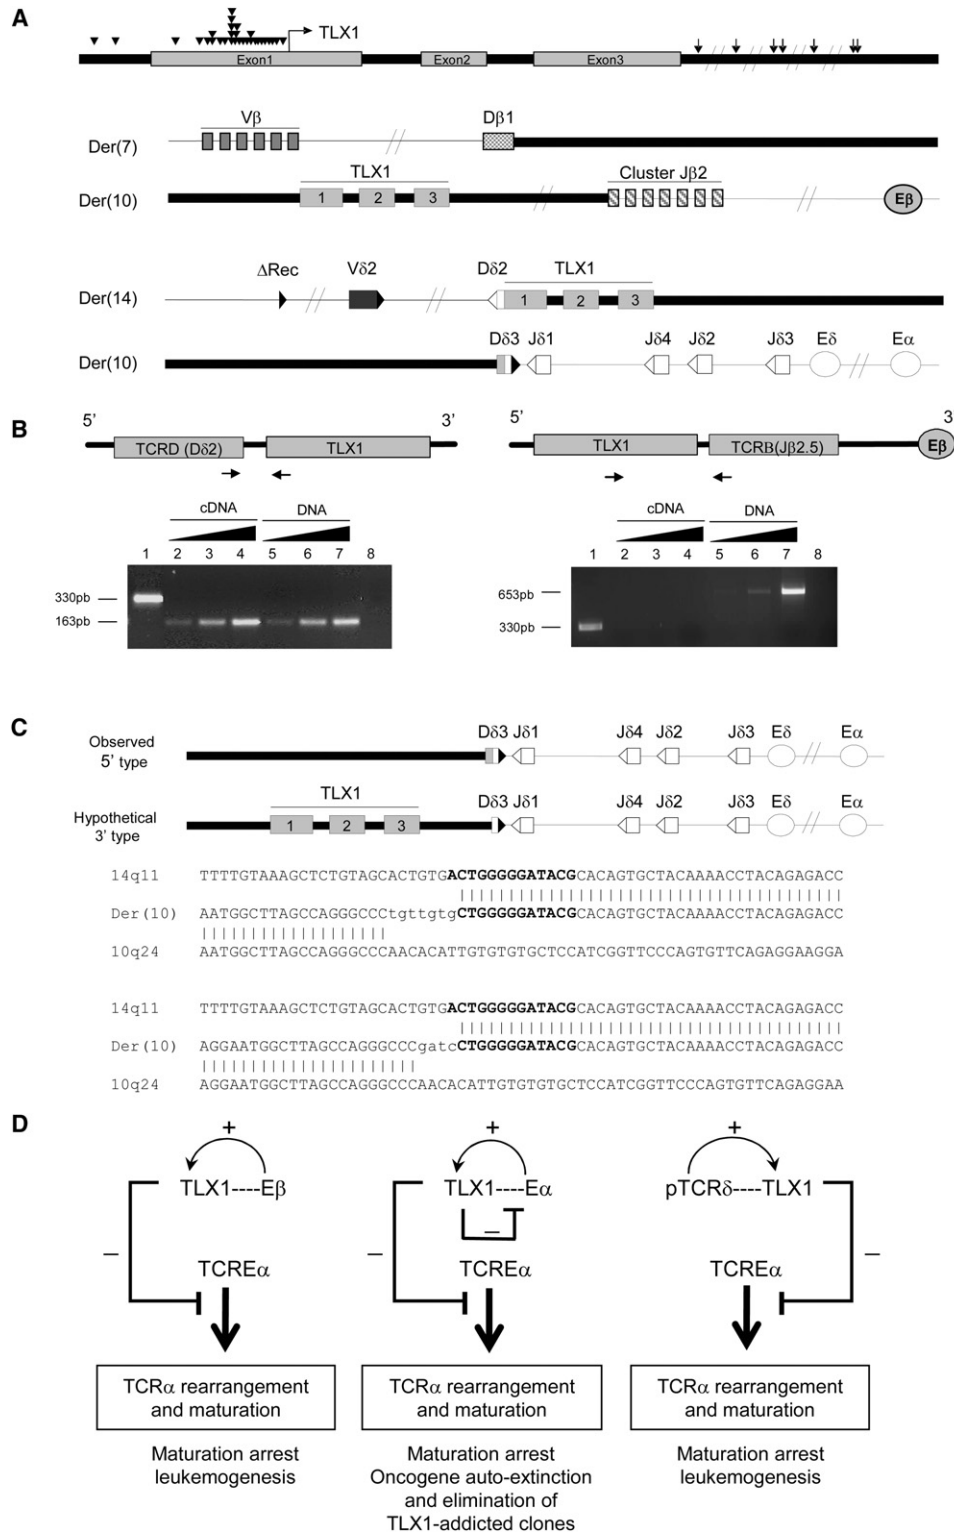 A
TLX1
Exon1
Exon2
Exon3
Vβ
Dβ1
Der(7)
TLX1
Cluster Jβ2
Der(10)
1
2
3
Eβ
ΔRec
Vδ2
Dδ2
TLX1
Der(14)
1
2
3
Dδ3
Jδ1
Jδ4
Jδ2
Jδ3
Eδ
Eα
Der(10)
B
5’
3’
TCRD (Dδ2)
TLX1
cDNA
DNA
1 2 3 4 5 6 7 8
330pb
163pb
5’
3
TLX1
TCRB(Jβ2.5)
Eβ
cDNA
DNA
1 2 3 4 5 6 7 8
653pb
330pb
C
Dδ3
Jδ1
Jδ4
Jδ2
Jδ3
Eδ
Eα
Observed
5’ type
TLX1
Dδ3
Jδ1
Jδ4
Jδ2
Jδ3
Eδ
Eα
Hypothetical
3’ type
1
2
3
14q11 TTTTGTAAAGCTCTGTAGCACTGTGACTGGGGGATACGCACAGTGCTACAAAACCTACAGAGACC
Der(10) AATGGCTTAGCCAGGGCCCtgttgtgCTGGGGGATACGCACAGTGCTACAAAACCTACAGAGACC
10q24 AATGGCTTAGCCAGGGCCCAACACATTGTGTGTGCTCCATCGGTTCCCAGTGTTCAGAGGAAGGA
14q11 TTTTGTAAAGCTCTGTAGCACTGTGACTGGGGGATACGCACAGTGCTACAAAACCTACAGAGACC
Der(10) AGGAATGGCTTAGCCAGGGCCCgatcCTGGGGGATACGCACAGTGCTACAAAACCTACAGAGACC
10q24 AGGAATGGCTTAGCCAGGGCCCAACACATTGTGTGTGCTCCATCGGTTCCCAGTGTTCAGAGGAA
D
+
TLX1----Eβ
–
TCREα
TCRα rearrangement
and maturation
Maturation arrest
leukemogenesis
+
TLX1----Eα
–
–
TCREα
TCRα rearrangement
and maturation
Maturation arrest
Oncogene auto-extinction
and elimination of
TLX1-addicted clones
+
pTCRδ----TLX1
–
TCREα
TCRα rearrangement
and maturation
Maturation arrest
leukemogenesis